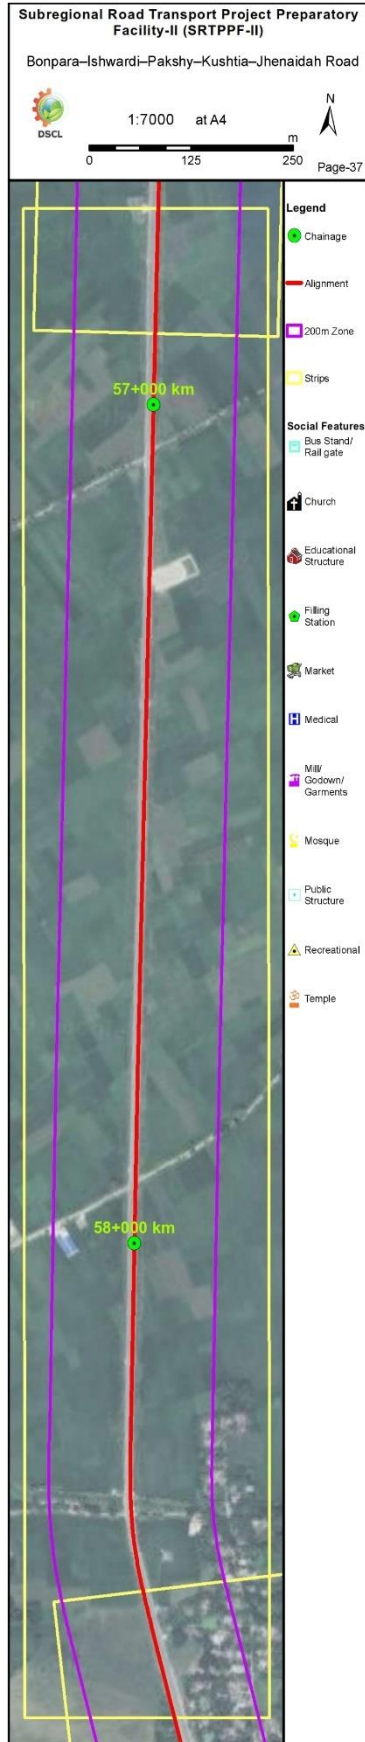 Subregional Road Transport Project Preparatory
Facility-II (SRTPPF-II)
Bonpara–Ishwardi–Pakshy–Kushtia–Jhenaidah Road
DSCL
1:7000 at A4
N
m
0 125 250
Page-37
Legend
Chainage
Alignment
200m Zone
Strips
Social Features
Bus Stand/
Rail gate
Church
Educational
Structure
Filling
Station
Market
H Medical
Mill/
Godown/
Garments
Mosque
Public
Structure
Recreational
Temple
57+000 km
58+000 km